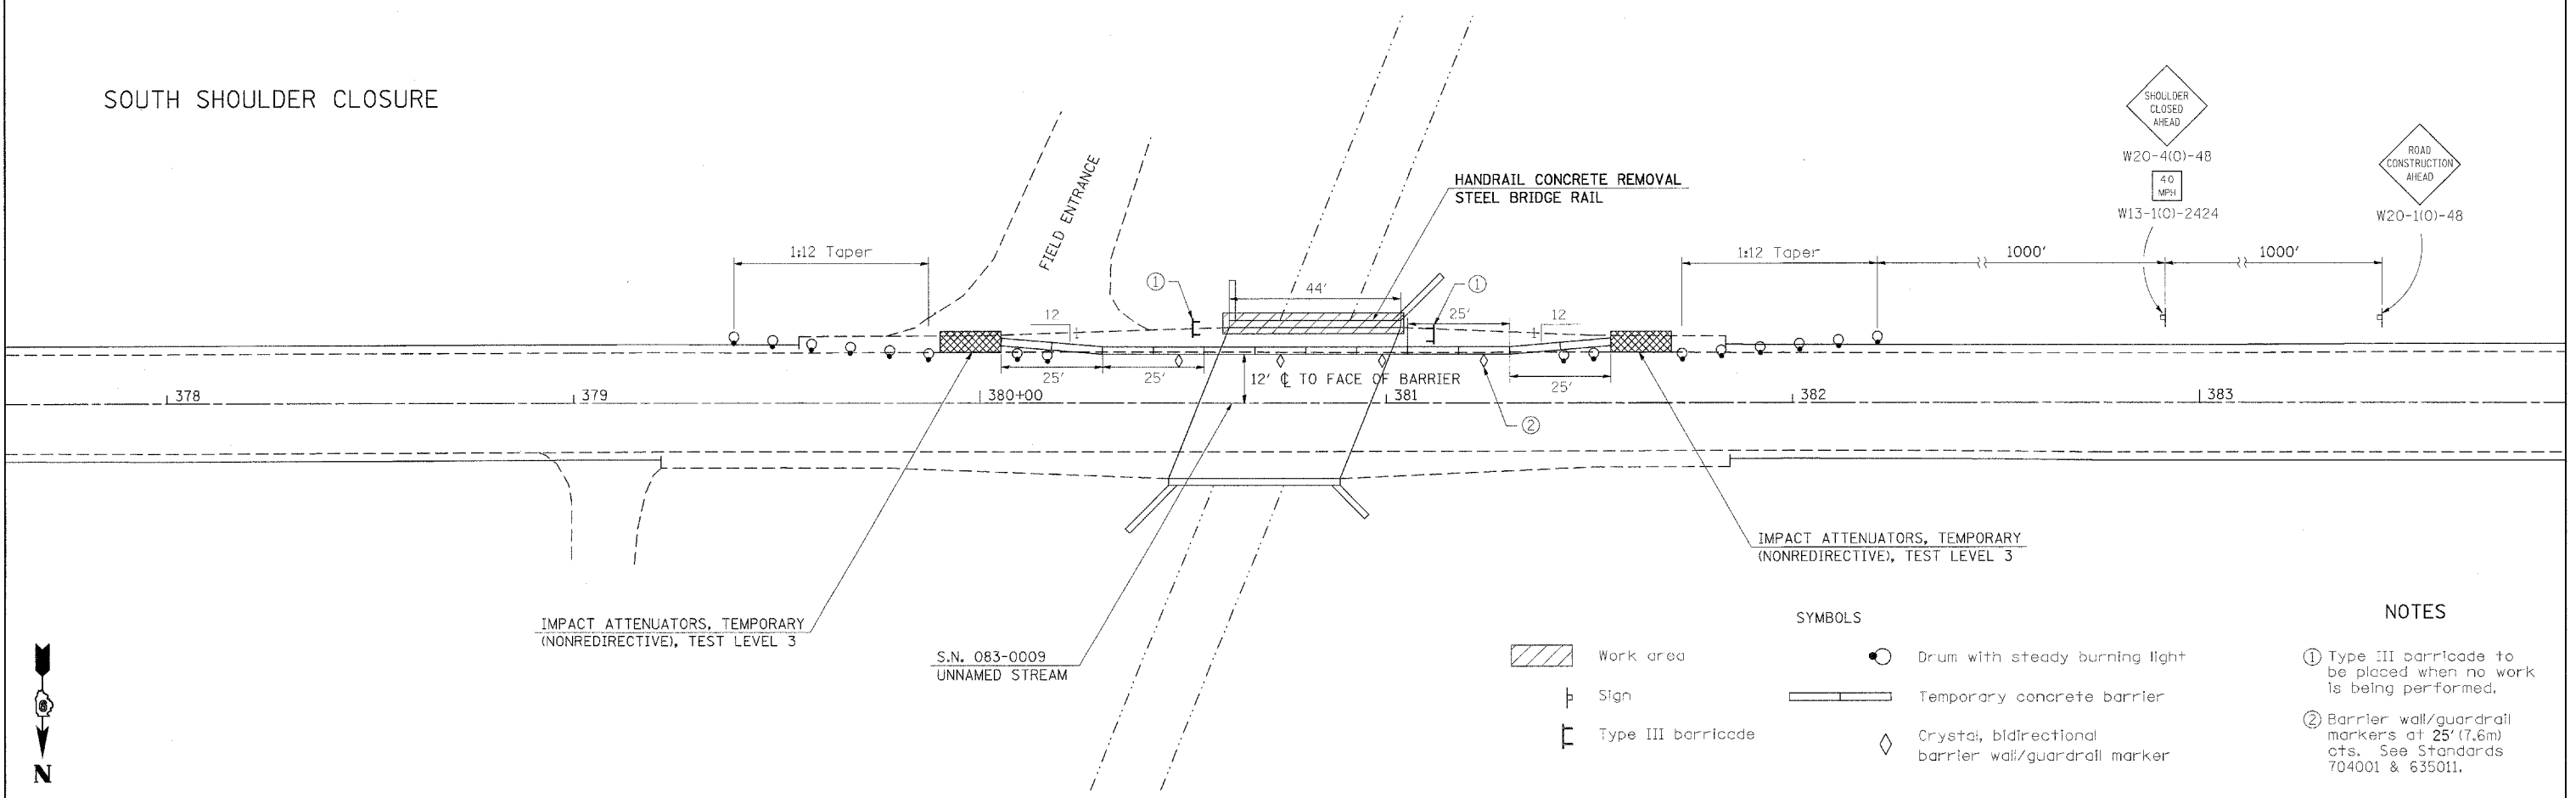 SOUTH SHOULDER CLOSURE
SHOULDER
CLOSED
AHEAD
W20-4(O)-48
40
MPH
W13-1(O)-2424
ROAD
CONSTRUCTION
AHEAD
W20-1(O)-48
HANDRAIL CONCRETE REMOVAL
STEEL BRIDGE RAIL
FIELD ENTRANCE
1:12 Taper
1:12 Taper
1000'
1000'
1
44'
1
12
1
25'
12
1
25'
25'
12' ℄ TO FACE OF BARRIER
25'
378
379
380+00
381
382
383
2
IMPACT ATTENUATORS, TEMPORARY
(NONREDIRECTIVE), TEST LEVEL 3
IMPACT ATTENUATORS, TEMPORARY
(NONREDIRECTIVE), TEST LEVEL 3
S.N. 083-0009
UNNAMED STREAM
6
N
SYMBOLS
Work area
Sign
Type III barricade
Drum with steady burning light
Temporary concrete barrier
Crystal, bidirectional
barrier wall/guardrail marker
NOTES
1 Type III barricade to
be placed when no work
is being performed.
2 Barrier wall/guardrail
markers at 25' (7.6m)
cts. See Standards
704001 & 635011.